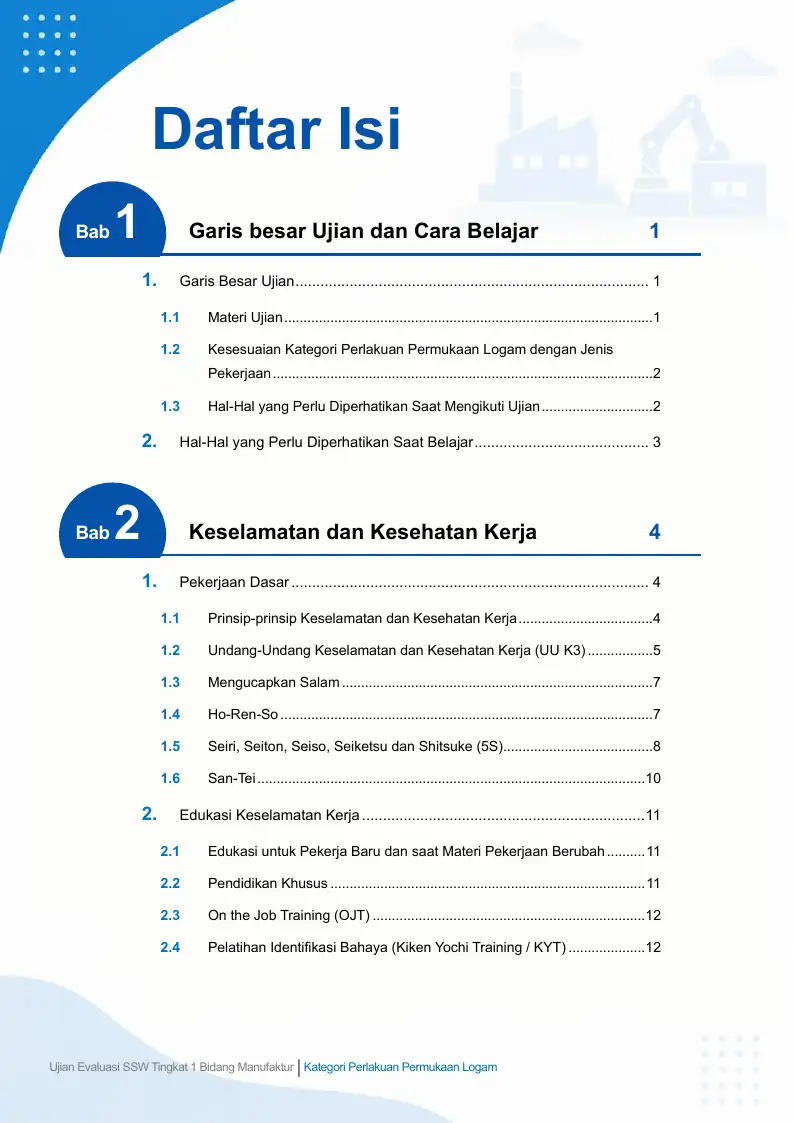 Daftar Isi
Bab 1 Garis besar Ujian dan Cara Belajar 1
1. Garis Besar Ujian..................................................................................... 1
1.1 Materi Ujian................................................................................................1
1.2 Kesesuaian Kategori Perlakuan Permukaan Logam dengan Jenis
Pekerjaan...................................................................................................2
1.3 Hal-Hal yang Perlu Diperhatikan Saat Mengikuti Ujian.............................2
2. Hal-Hal yang Perlu Diperhatikan Saat Belajar.......................................... 3
Bab 2 Keselamatan dan Kesehatan Kerja 4
1. Pekerjaan Dasar ...................................................................................... 4
1.1 Prinsip-prinsip Keselamatan dan Kesehatan Kerja...................................4
1.2 Undang-Undang Keselamatan dan Kesehatan Kerja (UU K3) .................5
1.3 Mengucapkan Salam .................................................................................7
1.4 Ho-Ren-So .................................................................................................7
1.5 Seiri, Seiton, Seiso, Seiketsu dan Shitsuke (5S).......................................8
1.6 San-Tei.....................................................................................................10
2. Edukasi Keselamatan Kerja ....................................................................11
2.1 Edukasi untuk Pekerja Baru dan saat Materi Pekerjaan Berubah ..........11
2.2 Pendidikan Khusus ..................................................................................11
2.3 On the Job Training (OJT) .......................................................................12
2.4 Pelatihan Identifikasi Bahaya (Kiken Yochi Training / KYT) ....................12
Ujian Evaluasi SSW Tingkat 1 Bidang Manufaktur | Kategori Perlakuan Permukaan Logam